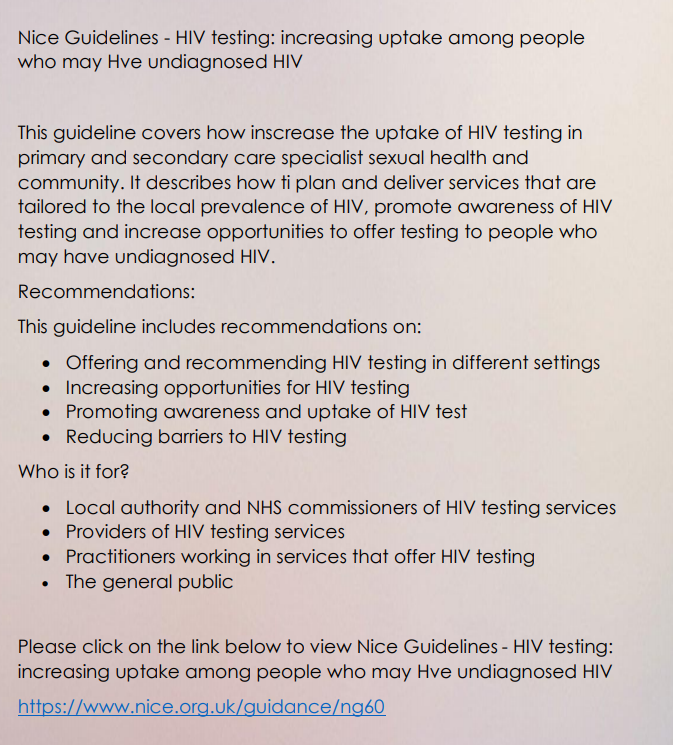 Nice Guidelines - HIV testing: increasing uptake among people
who may Hve undiagnosed HIV
This guideline covers how inscrease the uptake of HIV testing in
primary and secondary care specialist sexual health and
community. It describes how ti plan and deliver services that are
tailored to the local prevalence of HIV, promote awareness of HIV
testing and increase opportunities to offer testing to people who
may have undiagnosed HIV.
Recommendations:
This guideline includes recommendations on:
• Offering and recommending HIV testing in different settings
• Increasing opportunities for HIV testing
• Promoting awareness and uptake of HIV test
• Reducing barriers to HIV testing
Who is it for?
• Local authority and NHS commissioners of HIV testing services
• Providers of HIV testing services
• Practitioners working in services that offer HIV testing
• The general public
Please click on the link below to view Nice Guidelines - HIV testing:
increasing uptake among people who may Hve undiagnosed HIV
https://www.nice.org.uk/guidance/ng60